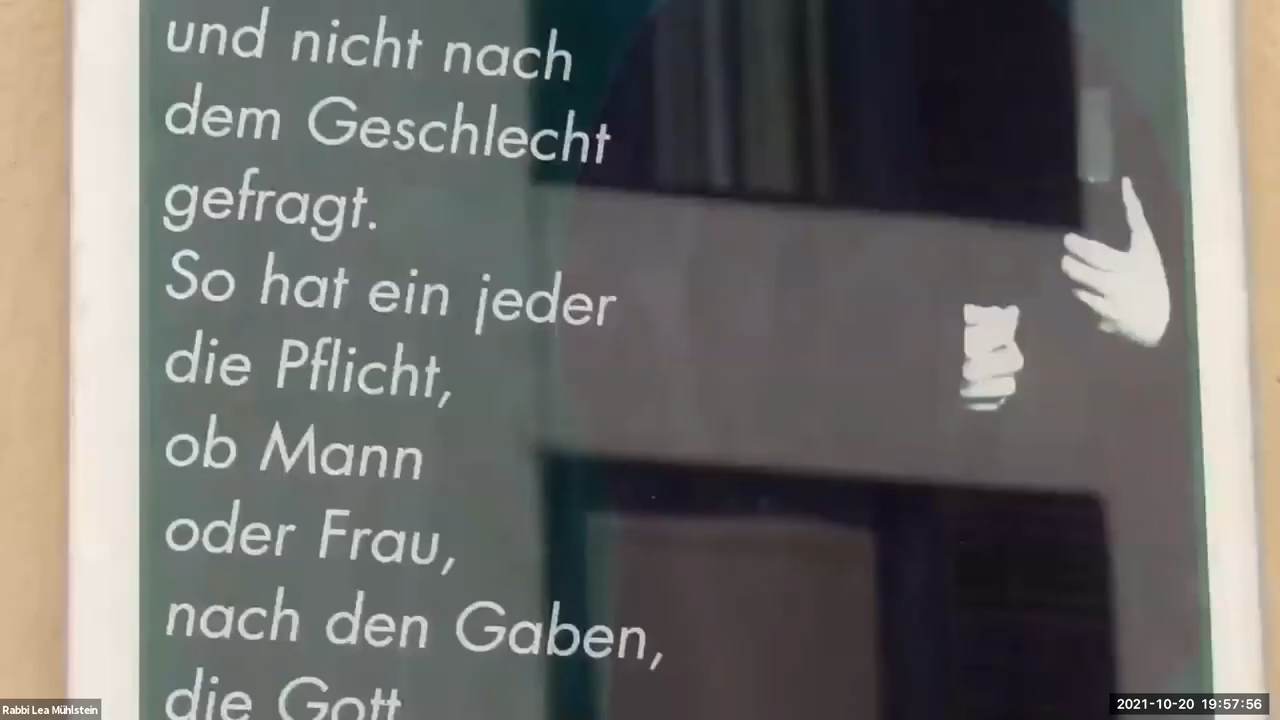 und nicht nach
dem Geschlecht
gefragt.
So hat ein jeder
die Pflicht,
ob Mann
oder Frau,
nach den Gaben,
die Gott
Rabbi Lea Mühlstein
2021-10-20 19:57:56